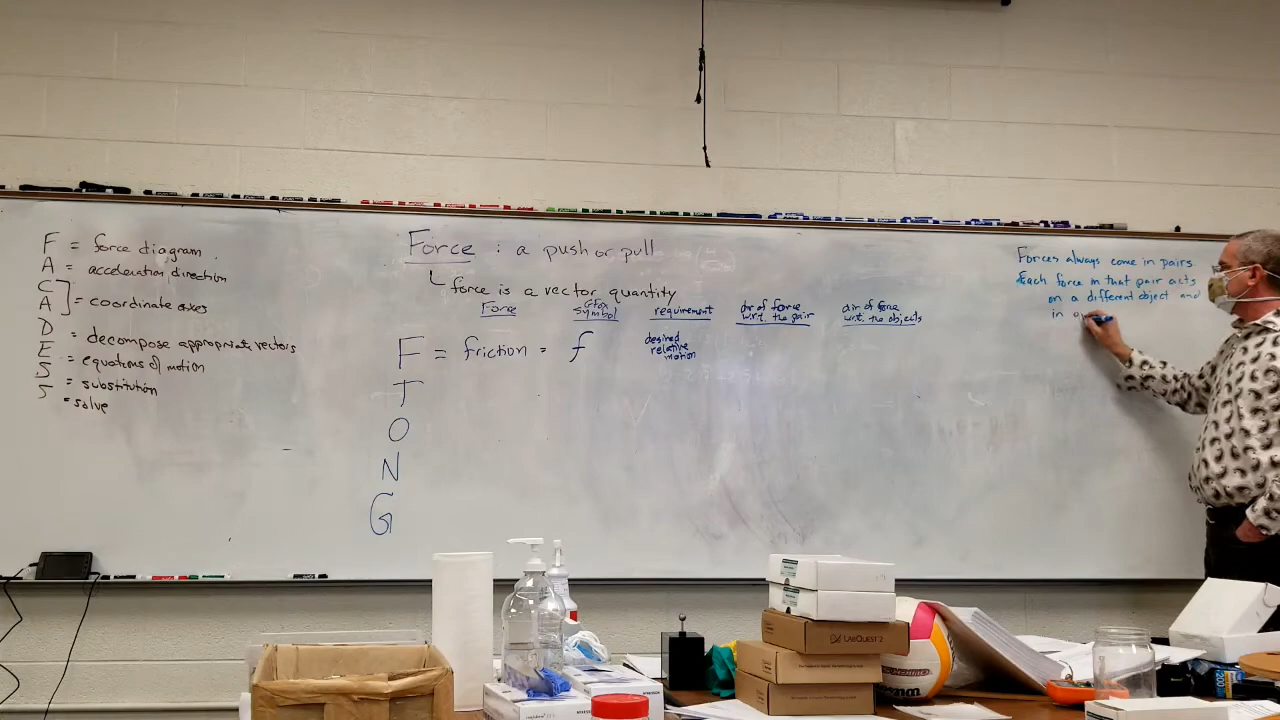 F = force diagram
A = acceleration direction
C
A = coordinate axes
D = decompose appropriate vectors
E = equations of motion
S = substitution
S = solve
Force : a push or pull
force is a vector quantity
Force
symbol
requirement
dir of force
w.r.t. the pair
dir of force
w.r.t. the objects
F = friction = f
desired
relative
motion
T
O
N
G
Forces always come in pairs
Each force in that pair acts
on a different object and
in
LABQUEST 2